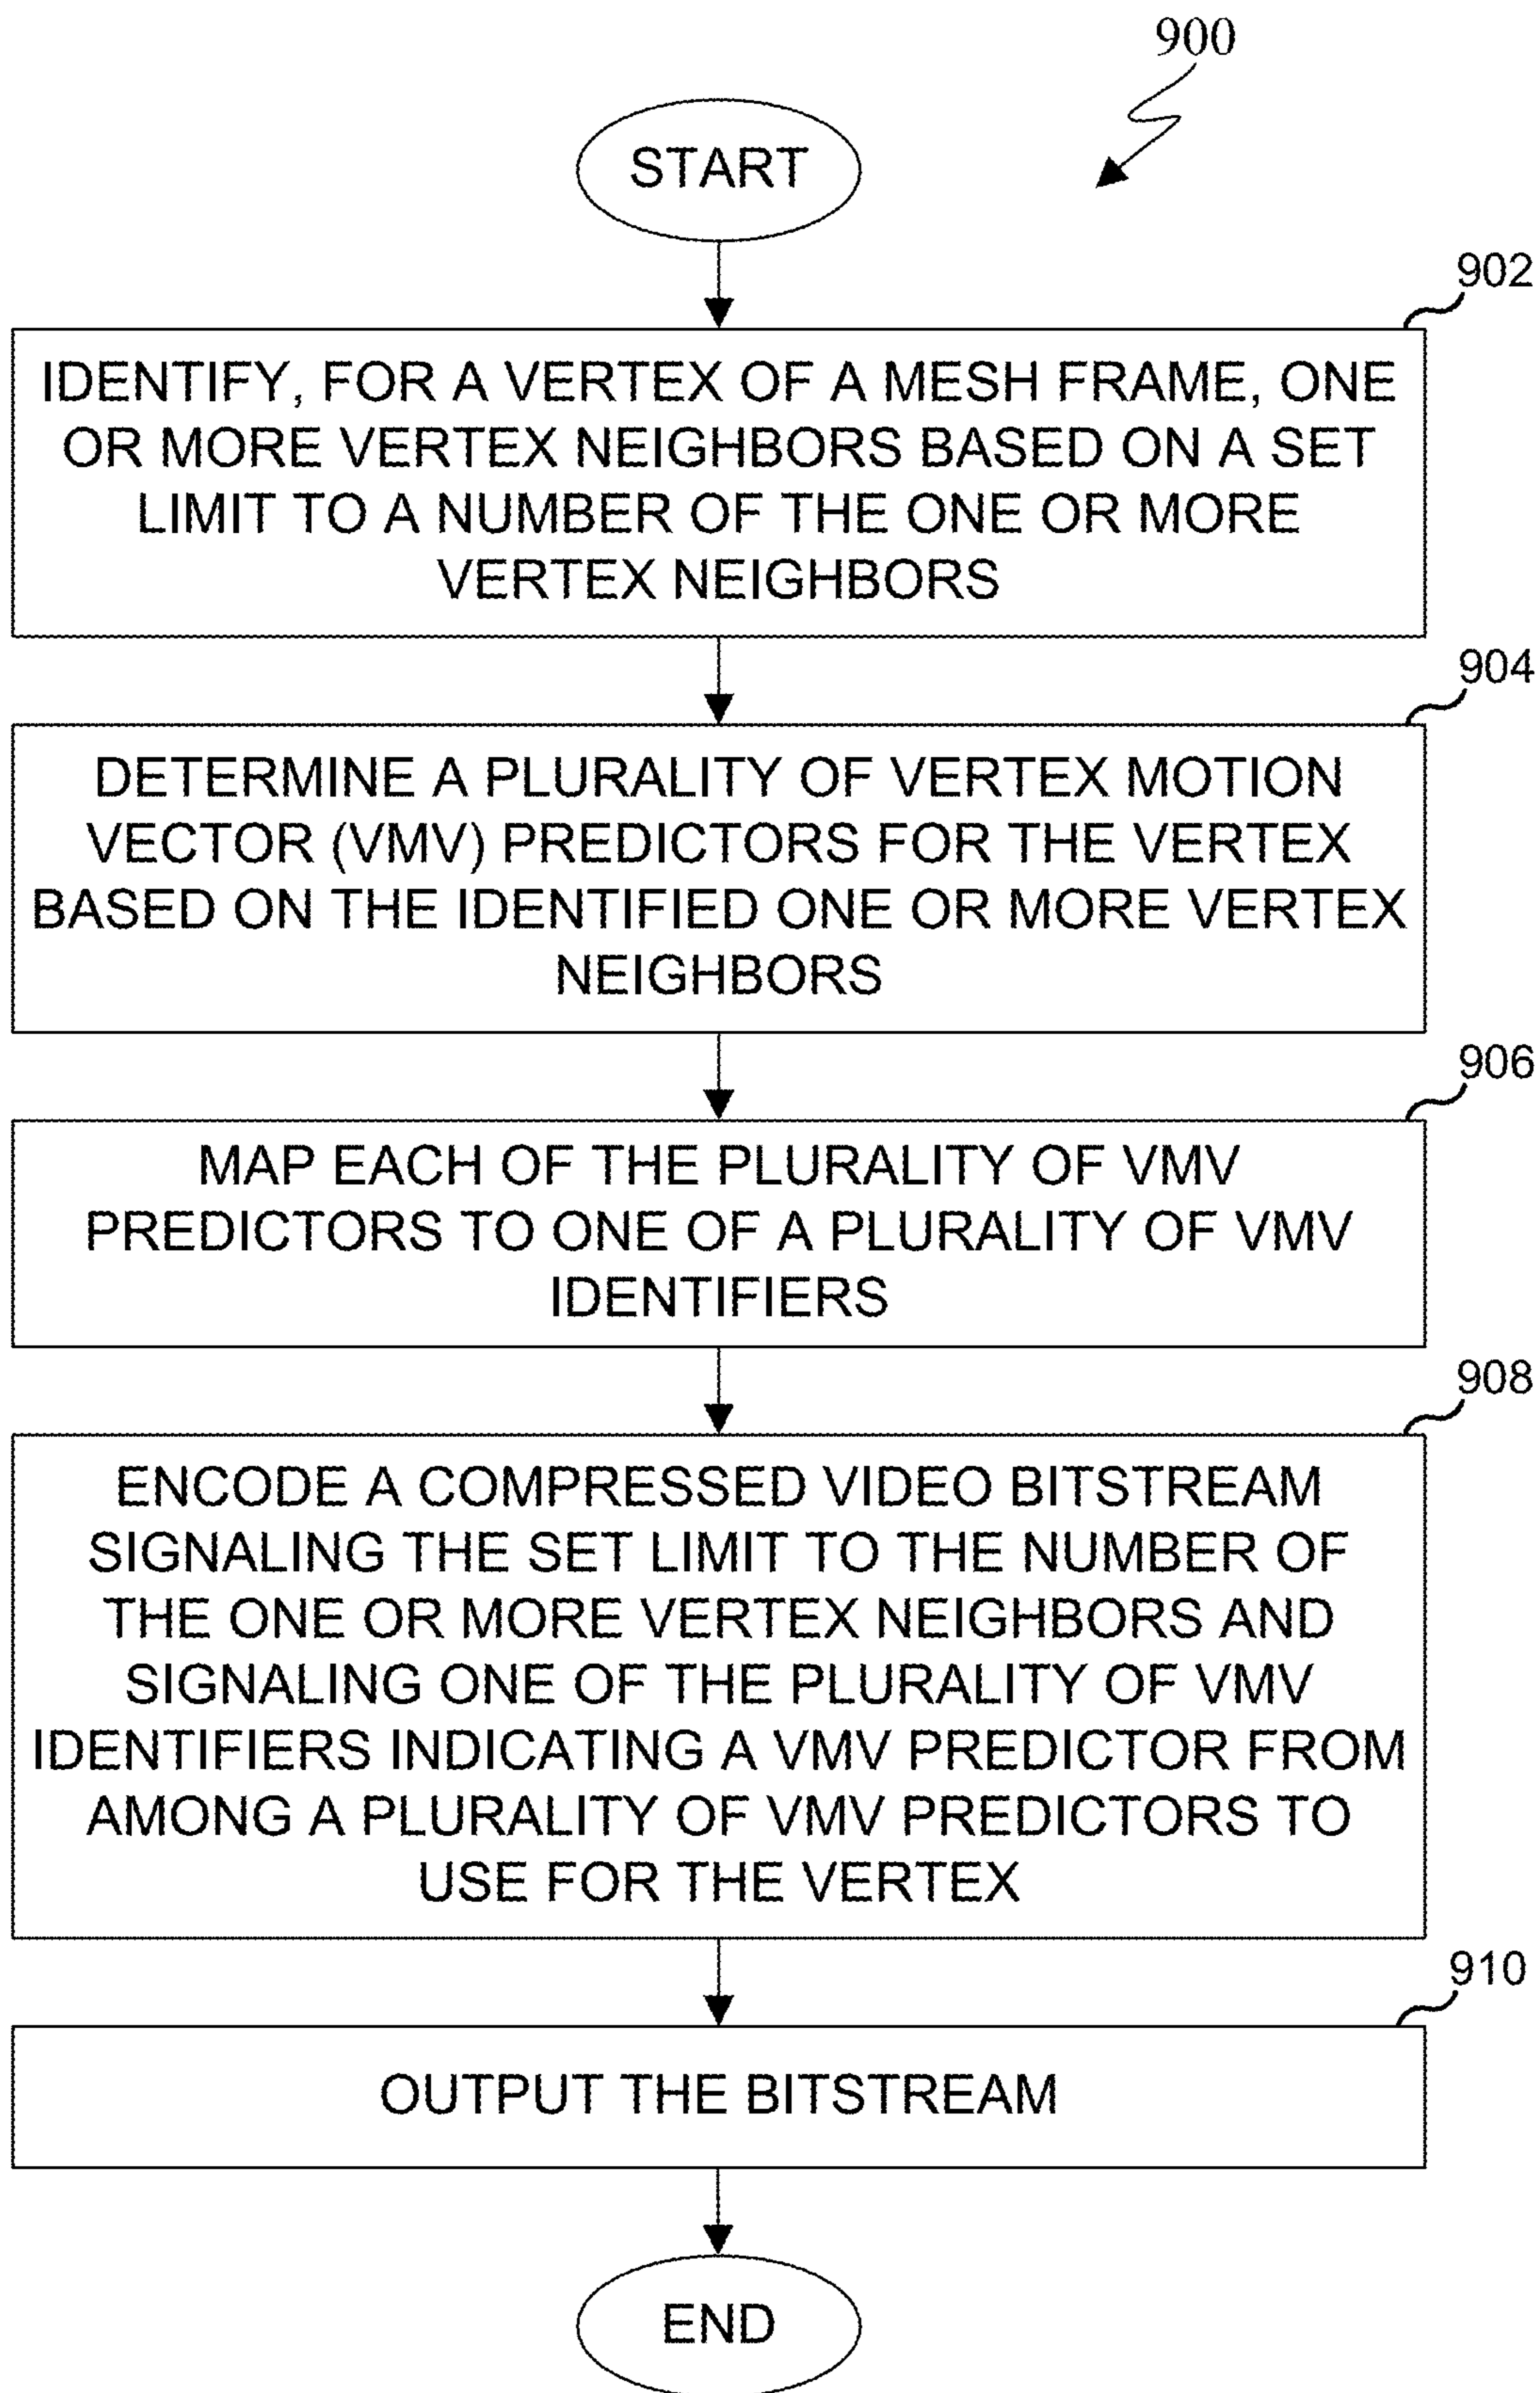 900
START
902
IDENTIFY, FOR A VERTEX OF A MESH FRAME, ONE
OR MORE VERTEX NEIGHBORS BASED ON A SET
LIMIT TO A NUMBER OF THE ONE OR MORE
VERTEX NEIGHBORS
904
DETERMINE A PLURALITY OF VERTEX MOTION
VECTOR (VMV) PREDICTORS FOR THE VERTEX
BASED ON THE IDENTIFIED ONE OR MORE VERTEX
NEIGHBORS
906
MAP EACH OF THE PLURALITY OF VMV
PREDICTORS TO ONE OF A PLURALITY OF VMV
IDENTIFIERS
908
ENCODE A COMPRESSED VIDEO BITSTREAM
SIGNALING THE SET LIMIT TO THE NUMBER OF
THE ONE OR MORE VERTEX NEIGHBORS AND
SIGNALING ONE OF THE PLURALITY OF VMV
IDENTIFIERS INDICATING A VMV PREDICTOR FROM
AMONG A PLURALITY OF VMV PREDICTORS TO
USE FOR THE VERTEX
910
OUTPUT THE BITSTREAM
END